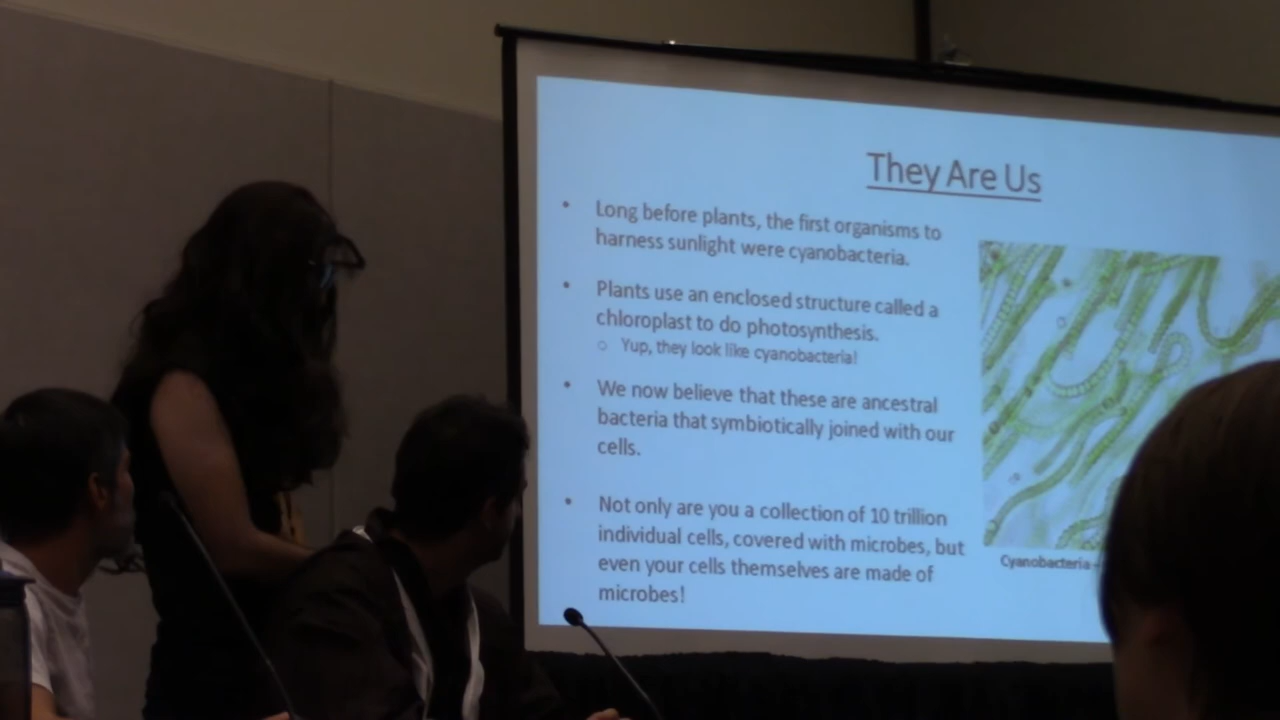 They Are Us
• Long before plants, the first organisms to
harness sunlight were cyanobacteria.
• Plants use an enclosed structure called a
chloroplast to do photosynthesis.
○ Yup, they look like cyanobacteria!
• We now believe that these are ancestral
bacteria that symbiotically joined with our
cells.
• Not only are you a collection of 10 trillion
individual cells, covered with microbes, but
even your cells themselves are made of
microbes!
Cyanobacteria -